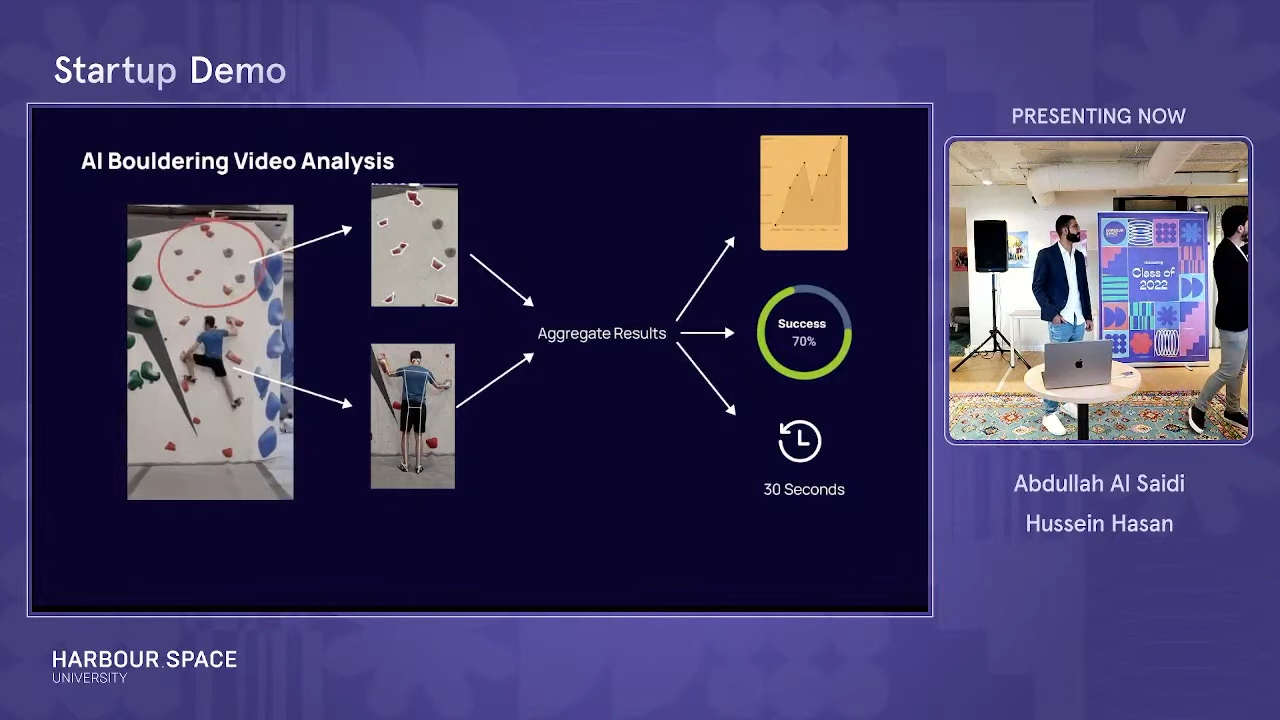 Startup Demo
AI Bouldering Video Analysis
Aggregate Results
Success
70%
30 Seconds
PRESENTING NOW
Class of
2022
Abdullah Al Saidi
Hussein Hasan
HARBOUR.SPACE
UNIVERSITY